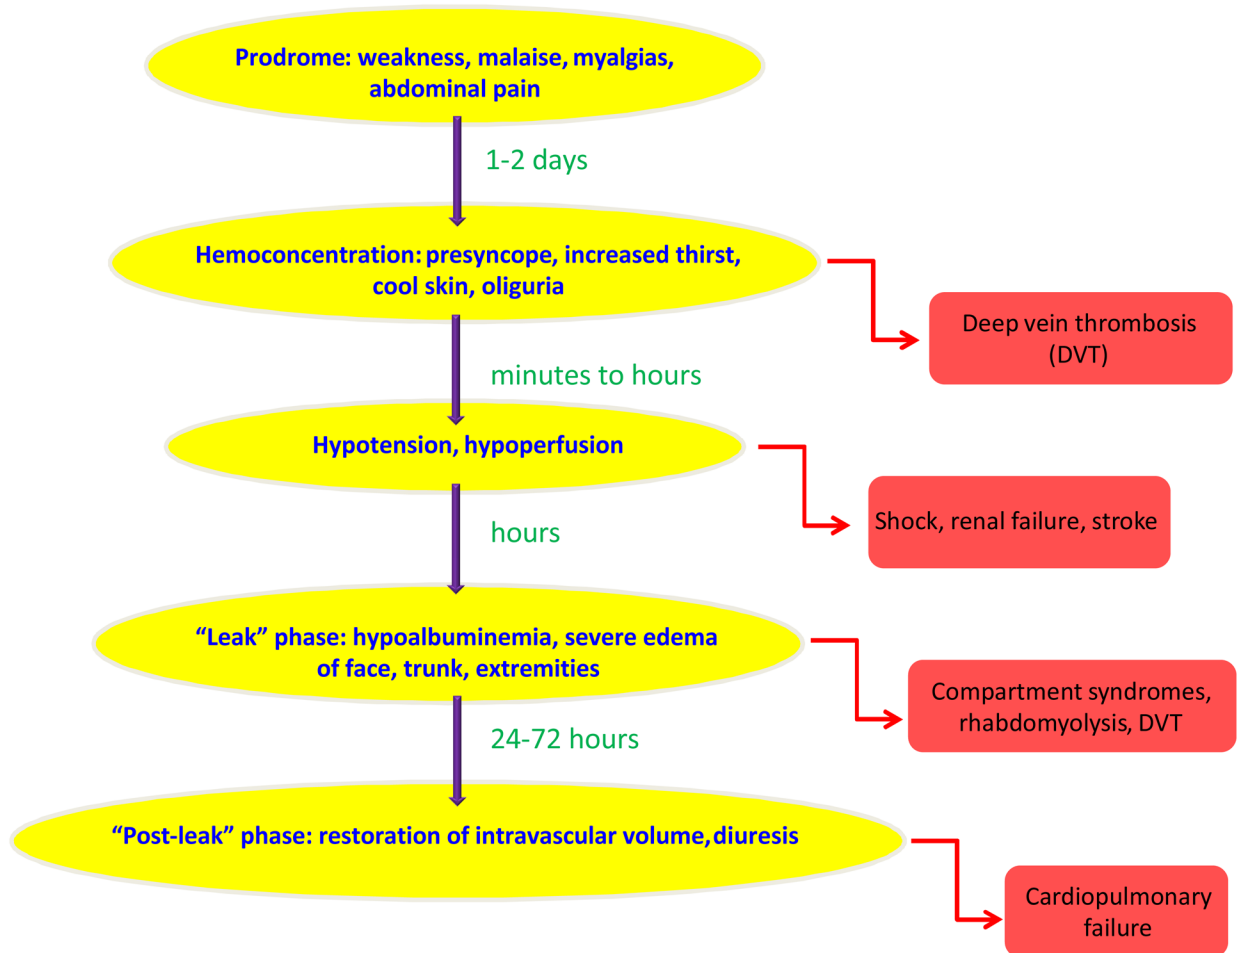 Prodrome: weakness, malaise, myalgias,
abdominal pain
1-2 days
Hemoconcentration: presyncope, increased thirst,
cool skin, oliguria
Deep vein thrombosis
(DVT)
minutes to hours
Hypotension, hypoperfusion
Shock, renal failure, stroke
hours
“Leak” phase: hypoalbuminemia, severe edema
of face, trunk, extremities
Compartment syndromes,
rhabdomyolysis, DVT
24-72 hours
“Post-leak” phase: restoration of intravascular volume, diuresis
Cardiopulmonary
failure